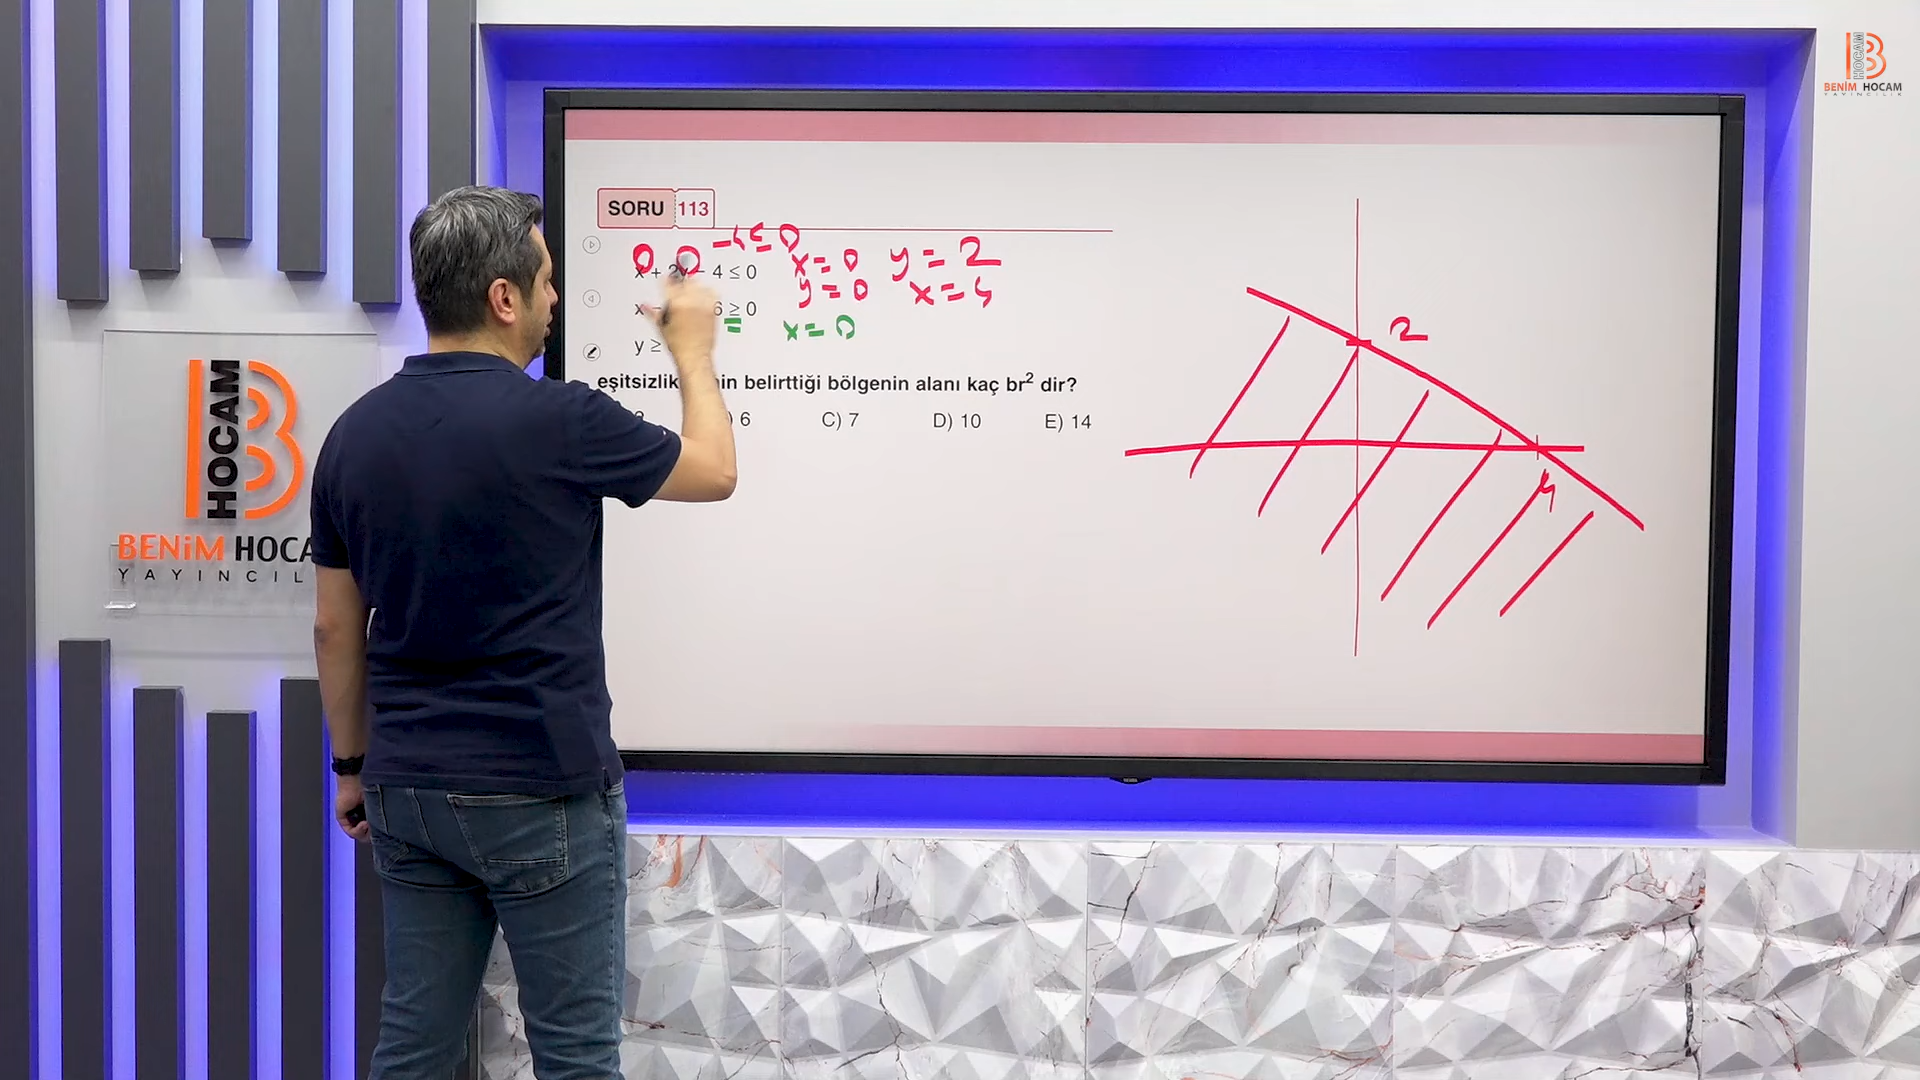 BENİM HOCAM
YAYINCILIK
HOCAM
BENİM HOCA
YAYINCIL
SORU 113
0 0 -4 ≤ 0
x + 2y - 4 ≤ 0
x = 0 y = 2
y = 0 x = 4
x 6 ≥ 0
x = 0
y ≥
eşitsizlik belirttiği bölgenin alanı kaç br² dir?
6 C) 7 D) 10 E) 14
2
4